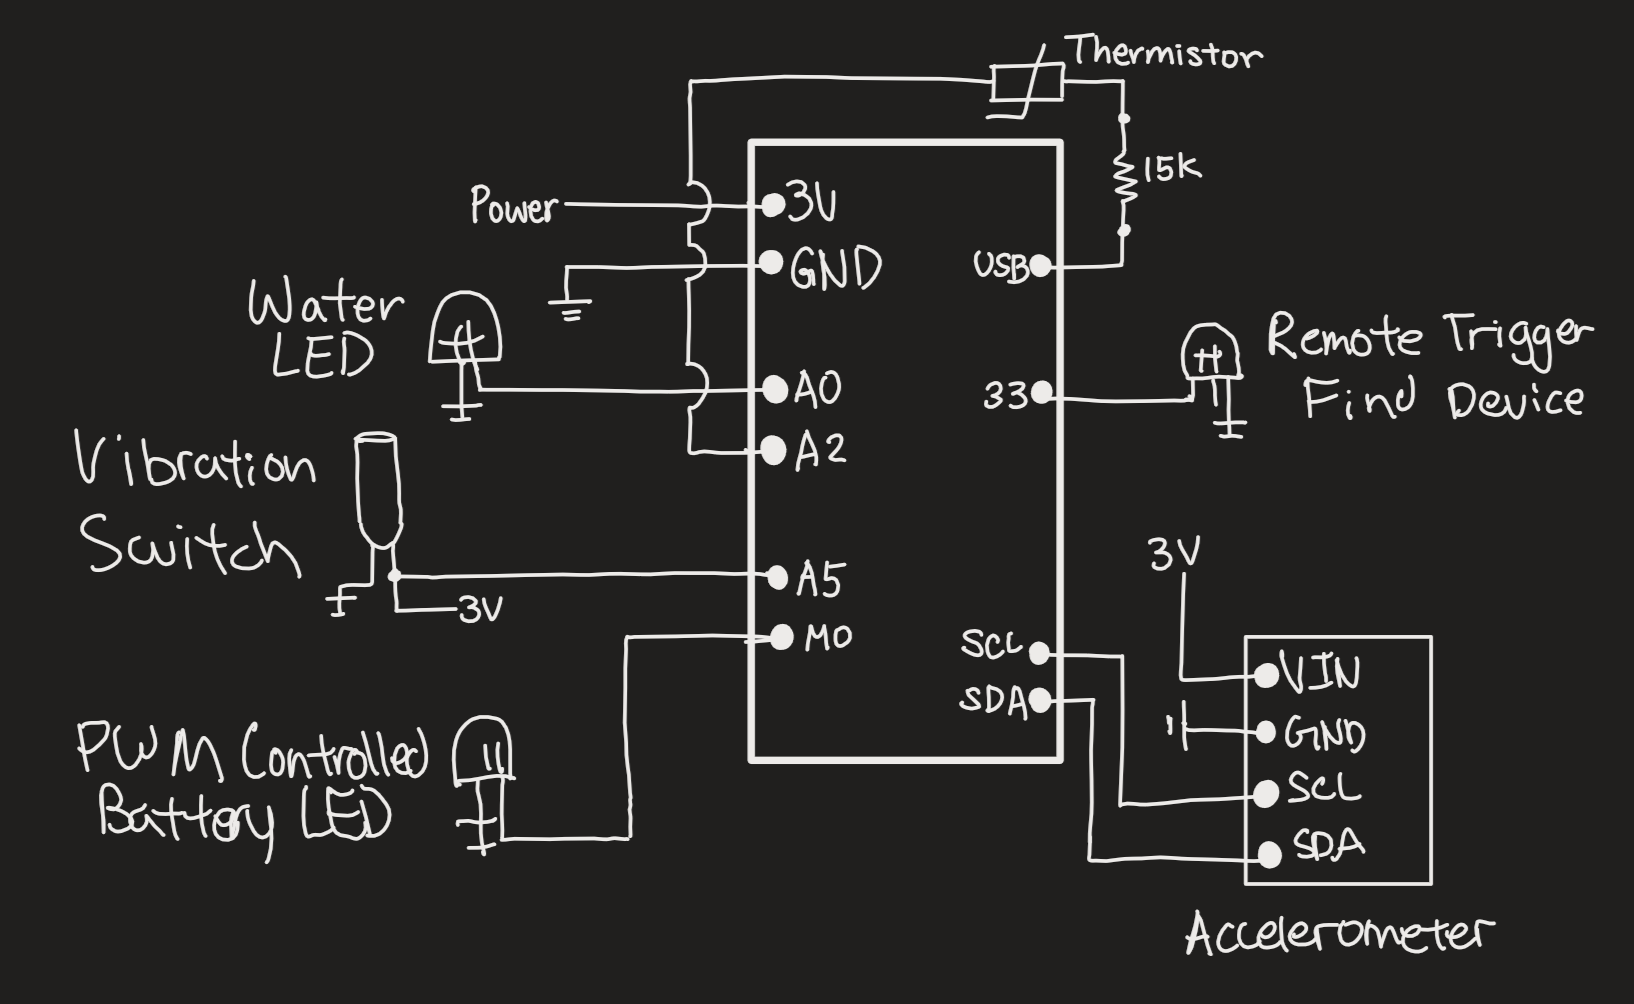 Thermistor
15K
Power
3V
GND
USB
Water
LED
A0
A2
33
Remote Trigger
Find Device
Vibration
Switch
A5
3V
M0
3V
SCL
SDA
VIN
GND
SCL
SDA
PWM Controlled
Battery LED
Accelerometer